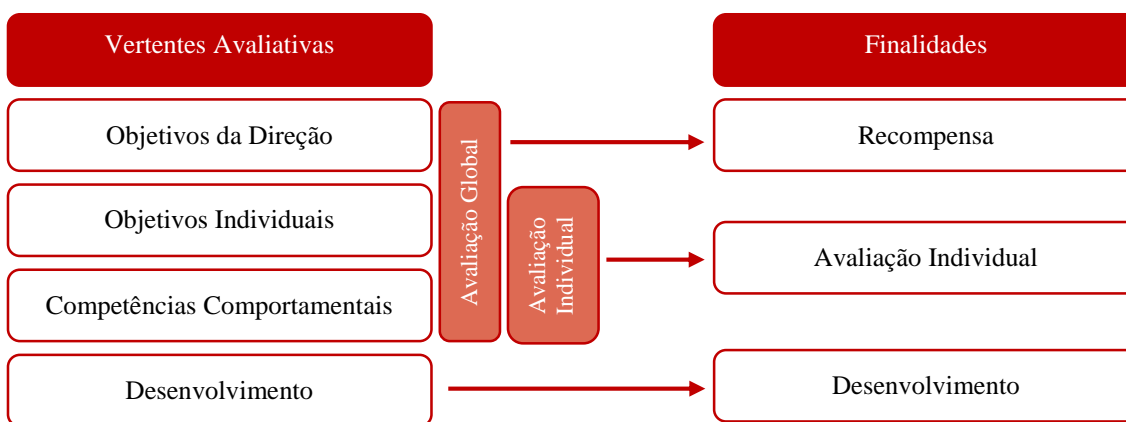 Vertentes Avaliativas
Finalidades
Objetivos da Direção
Recompensa
Objetivos Individuais
Avaliação Individual
Competências Comportamentais
Desenvolvimento
Desenvolvimento
Avaliação Global
Avaliação
Individual